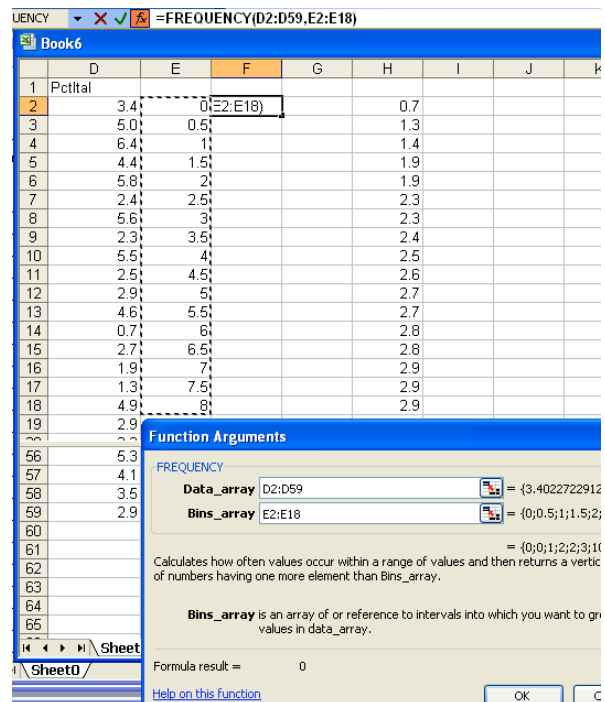 UENCY =FREQUENCY(D2:D59,E2:E18)
Book6
D E F G H I J
1 PctItal
2 3.4 0 E2:E18) 0.7
3 5.0 0.5 1.3
4 6.4 1 1.4
5 4.4 1.5 1.9
6 5.8 2 1.9
7 2.4 2.5 2.3
8 5.6 3 2.3
9 2.3 3.5 2.4
10 5.5 4 2.5
11 2.5 4.5 2.6
12 2.9 5 2.7
13 4.6 5.5 2.7
14 0.7 6 2.8
15 2.7 6.5 2.8
16 1.9 7 2.9
17 1.3 7.5 2.9
18 4.9 8 2.9
19 2.9
56 5.3
57 4.1
58 3.5
59 2.9
60
61
62
63
64
65
Sheet
Sheet0
Function Arguments
FREQUENCY
Data_array D2:D59 = {3.4022722912
Bins_array E2:E18 = {0;0.5;1;1.5;2;
= {0;0;1;2;2;3;10
Calculates how often values occur within a range of values and then returns a vertic
of numbers having one more element than Bins_array.
Bins_array is an array of or reference to intervals into which you want to gr
values in data_array.
Formula result = 0
Help on this function OK